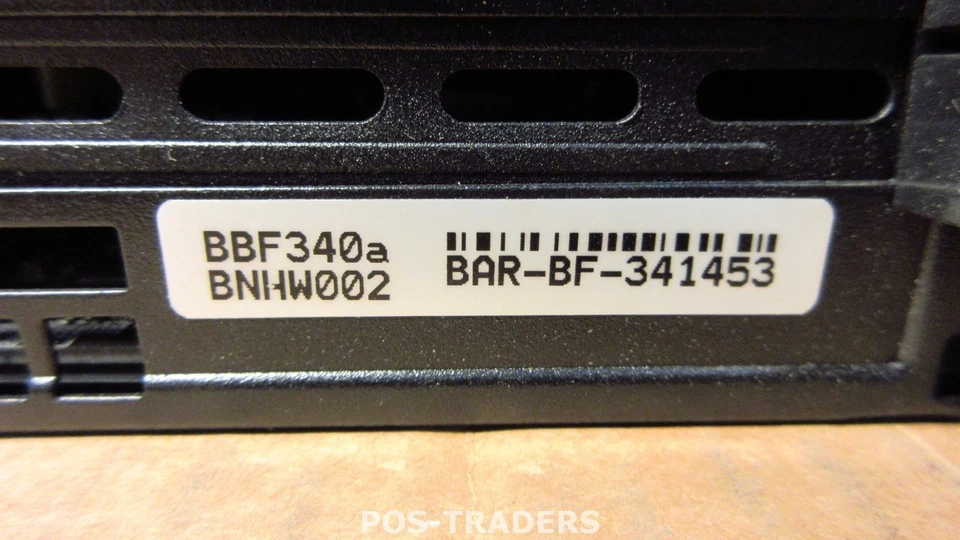 BBF340a
BNHW002
BAR-BF-341453
POS-TRADERS